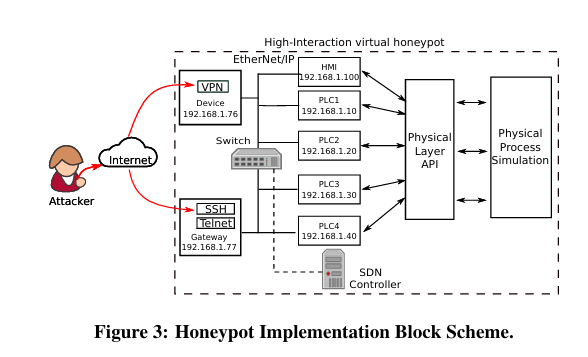 High-Interaction virtual honeypot
EtherNet/IP
HMI
192.168.1.100
VPN
Device
192.168.1.76
PLC1
192.168.1.10
Switch
PLC2
192.168.1.20
Physical
Layer
API
Physical
Process
Simulation
Internet
Attacker
PLC3
192.168.1.30
SSH
Telnet
Gateway
192.168.1.77
PLC4
192.168.1.40
SDN
Controller
Figure 3: Honeypot Implementation Block Scheme.